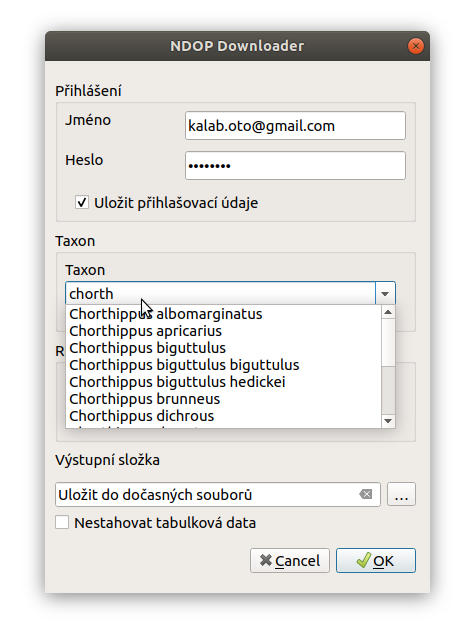 NDOP Downloader
Přihlášení
Jméno
kalab.oto@gmail.com
Heslo
••••••••
Uložit přihlašovací údaje
Taxon
Taxon
chorth
Chorthippus albomarginatus
Chorthippus apricarius
Chorthippus biguttulus
Chorthippus biguttulus biguttulus
Chorthippus biguttulus hedickei
Chorthippus brunneus
Chorthippus dichrous
R
Výstupní složka
Uložit do dočasných souborů
...
Nestahovat tabulková data
Cancel
OK